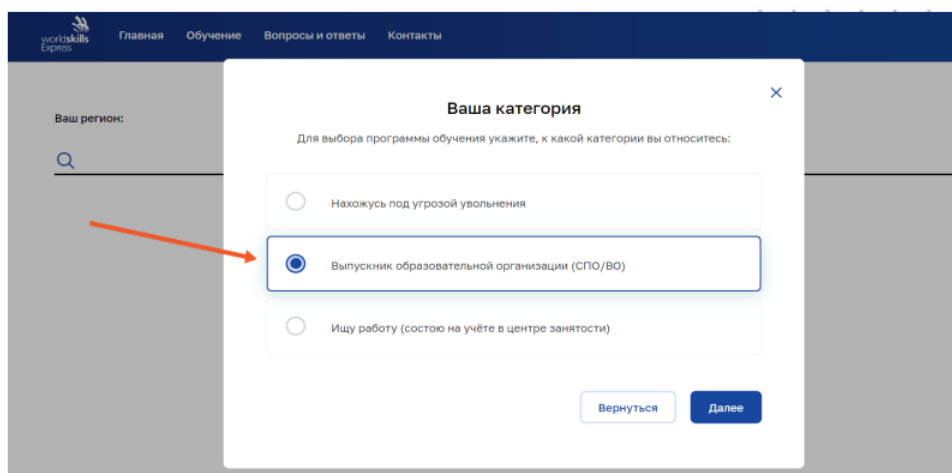 worldskills
Express
Главная Обучение Вопросы и ответы Контакты
Ваш регион:
Ваша категория
Для выбора программы обучения укажите, к какой категории вы относитесь:
Нахожусь под угрозой увольнения
Выпускник образовательной организации (СПО/ВО)
Ищу работу (состою на учёте в центре занятости)
Вернуться Далее